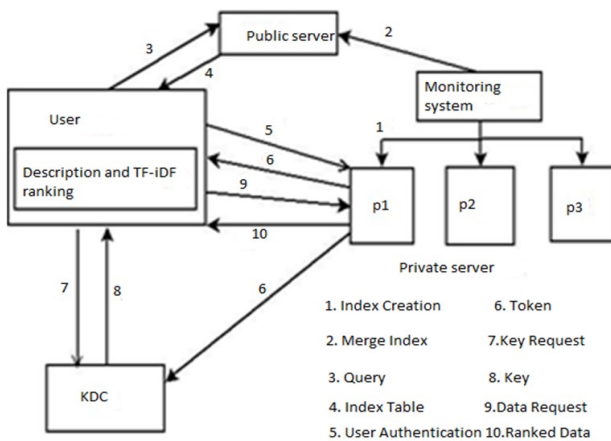 Public server
3
4
2
Monitoring
system
1
User
Description and TF-iDF
ranking
5
6
9
10
p1
p2
p3
Private server
7
8
6
KDC
1. Index Creation
6. Token
2. Merge Index
7.Key Request
3. Query
8. Key
4. Index Table
9.Data Request
5. User Authentication
10.Ranked Data